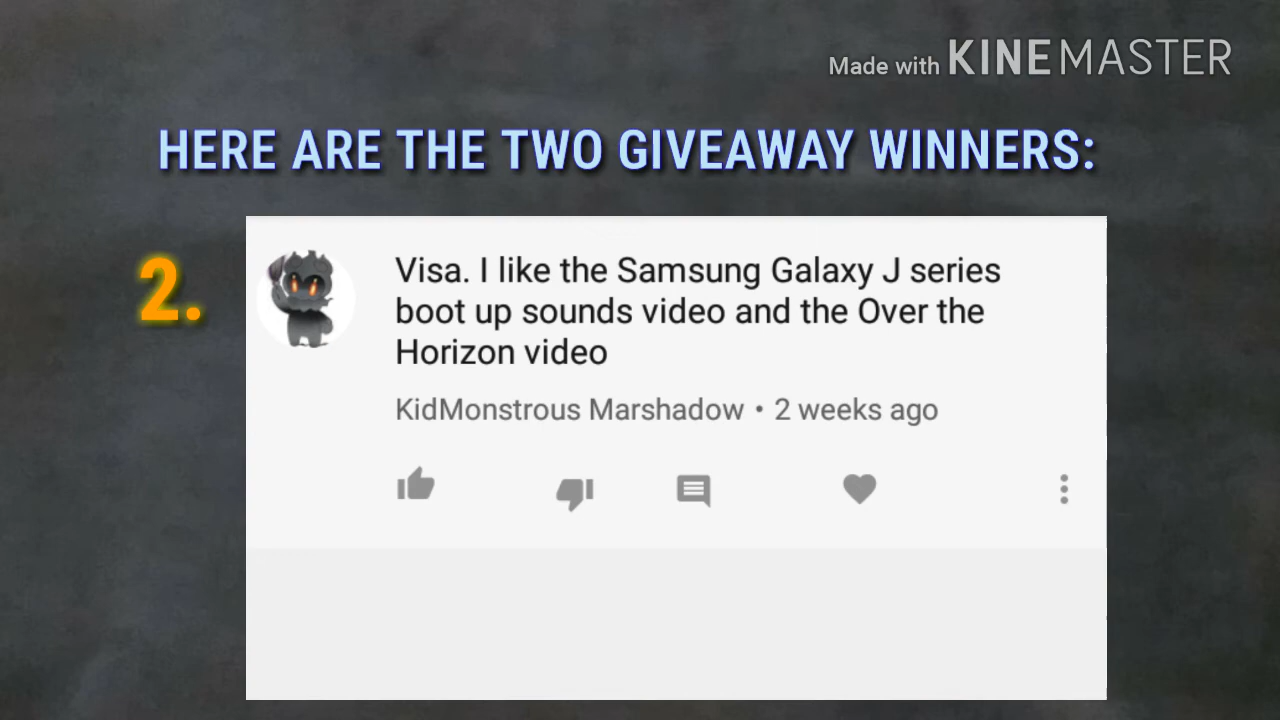 Made with KINEMASTER
HERE ARE THE TWO GIVEAWAY WINNERS:
2.
Visa. I like the Samsung Galaxy J series
boot up sounds video and the Over the
Horizon video
KidMonstrous Marshadow • 2 weeks ago